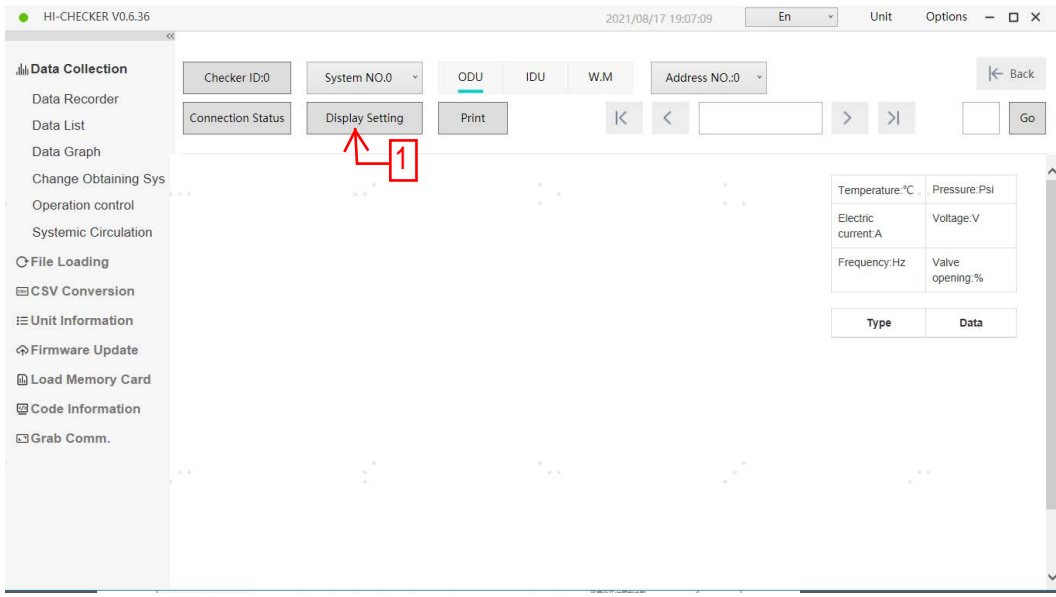 HI-CHECKER V0.6.36
2021/08/17 19:07:09
En
Unit
Options
Data Collection
Data Recorder
Data List
Data Graph
Change Obtaining Sys
Operation control
Systemic Circulation
File Loading
CSV Conversion
Unit Information
Firmware Update
Load Memory Card
Code Information
Grab Comm.
Checker ID:0
System NO.0
ODU
IDU
W.M
Address NO.:0
Back
Connection Status
Display Setting
Print
Go
1
Temperature:℃
Pressure:Psi
Electric
current:A
Voltage:V
Frequency:Hz
Valve
opening:%
Type
Data